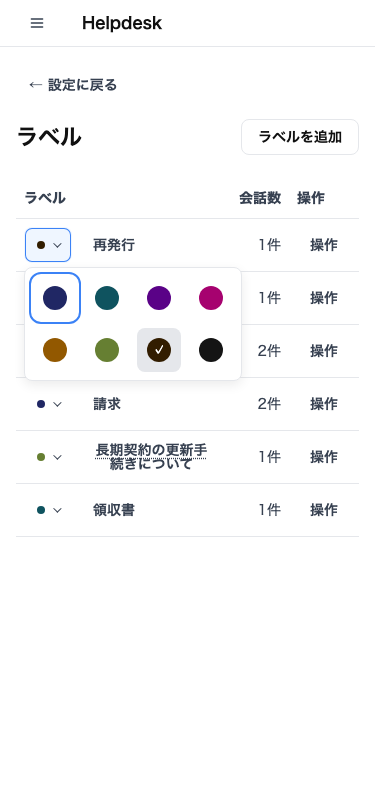 Helpdesk
← 設定に戻る
ラベル
ラベルを追加
ラベル 会話数 操作
再発行 1件 操作
1件 操作
2件 操作
請求 2件 操作
長期契約の更新手
続きについて 1件 操作
領収書 1件 操作